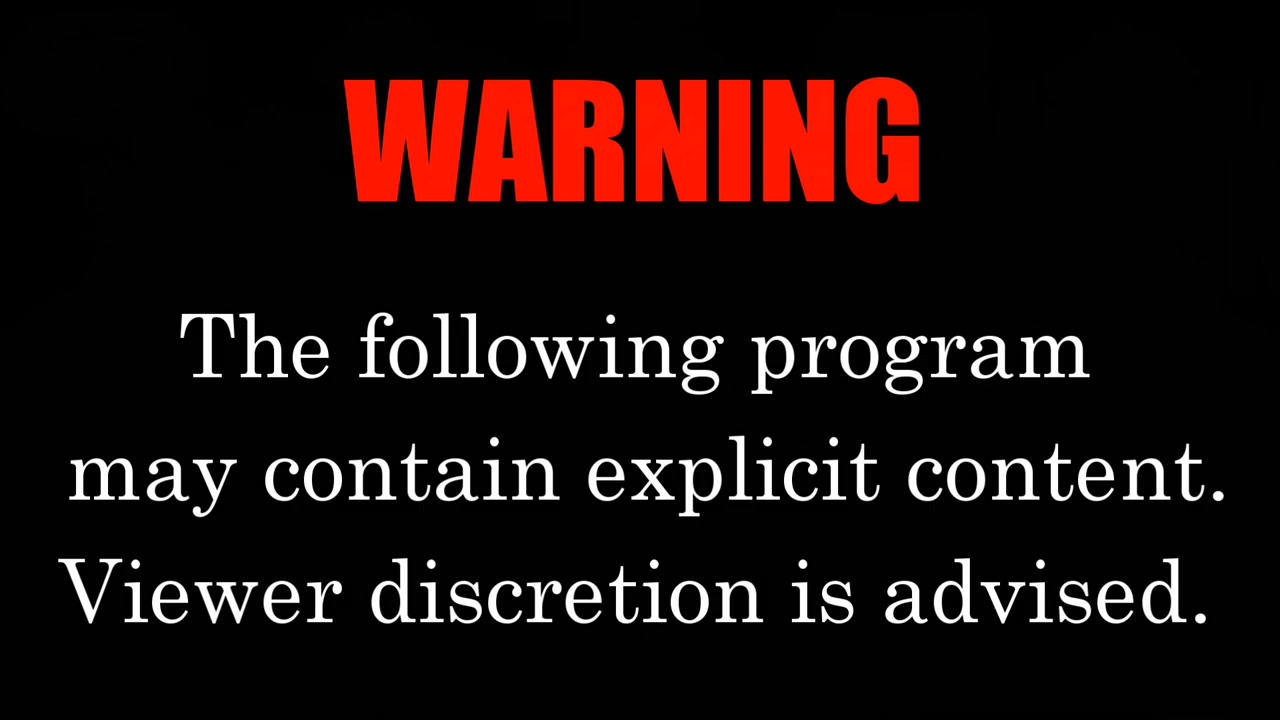 WARNING
The following program
may contain explicit content.
Viewer discretion is advised.